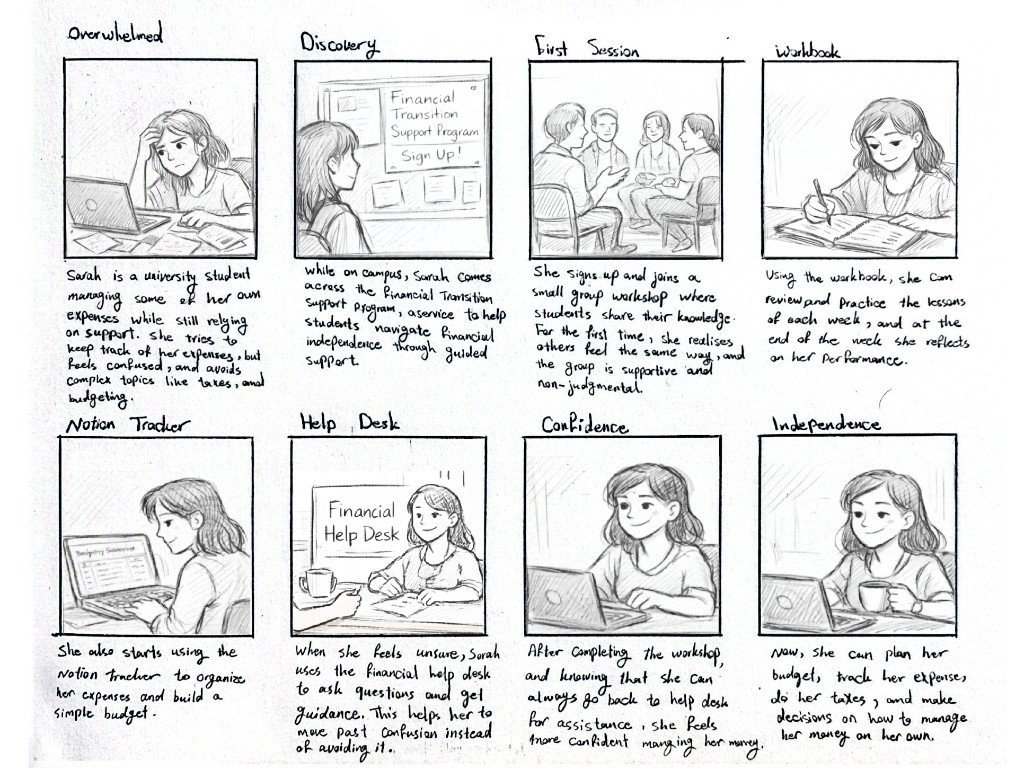 Overwhelmed
Sarah is a university student
managing some of her own
expenses while still relying
on support. She tries to
keep track of her expenses, but
feels confused, and avoids
complex topics like taxes, and
budgeting.
Discovery
Financial
Transition
Support Program
Sign Up!
While on campus, Sarah comes
across the Financial Transition
Support Program, a service to help
students navigate financial
independence through guided
support.
First Session
She signs up and joins a
small group workshop where
students share their knowledge.
For the first time, she realises
others feel the same way, and
the group is supportive and
non-judgmental.
Workbook
Using the workbook, she can
review and practice the lessons
of each week, and at the
end of the week she reflects
on her performance.
Notion Tracker
She also starts using the
Notion Tracker to organize
her expenses and build a
simple budget.
Help Desk
Financial
Help Desk
When she feels unsure, Sarah
uses the financial help desk
to ask questions and get
guidance. This helps her to
move past confusion instead
of avoiding it.
Confidence
After completing the workshop,
and knowing that she can
always go back to help desk
for assistance, she feels
more confident manging her money.
Independence
Now, she can plan her
budget, track her expense,
do her taxes, and make
decisions on how to manage
her money on her own.